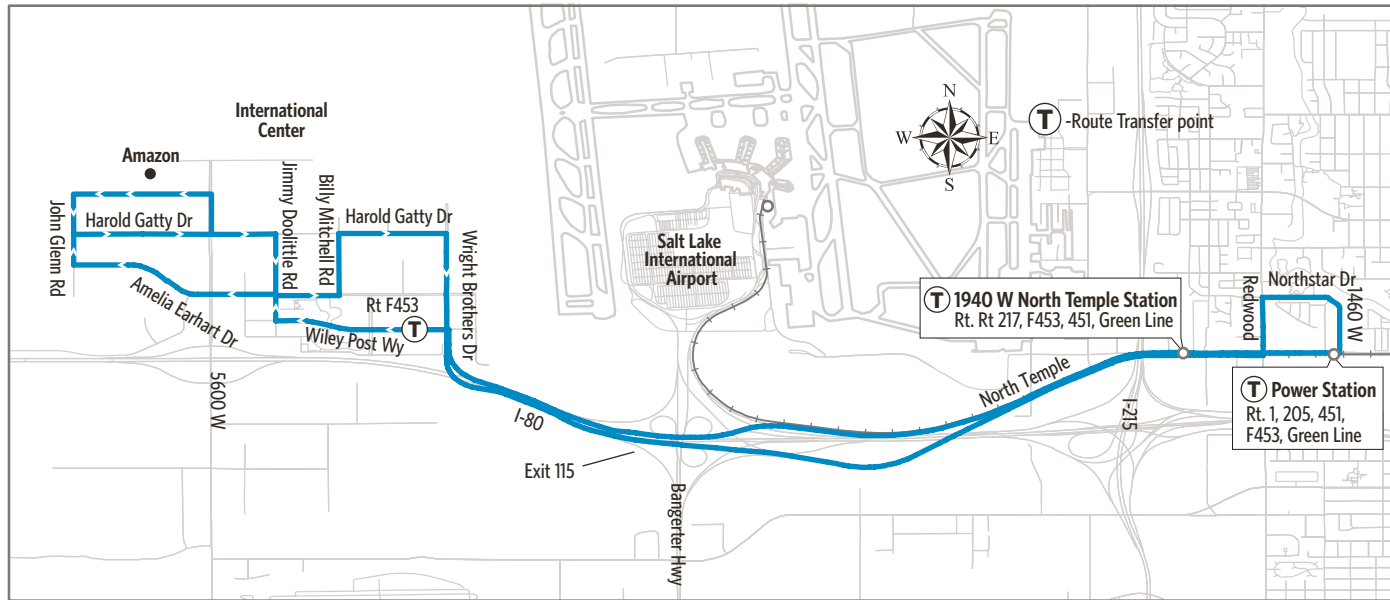 N
W
E
S
T -Route Transfer point
International
Center
Amazon
John Glenn Rd
Harold Gatty Dr
Jimmy Doolittle Rd
Billy Mitchell Rd
Harold Gatty Dr
Wright Brothers Dr
Amelia Earhart Dr
Rt F453
T
Wiley Post Wy
5600 W
I-80
Exit 115
Bangerter Hwy
Salt Lake
International
Airport
North Temple
I-215
T 1940 W North Temple Station
Rt. Rt 217, F453, 451, Green Line
Redwood
Northstar Dr
1460 W
T Power Station
Rt. 1, 205, 451,
F453, Green Line